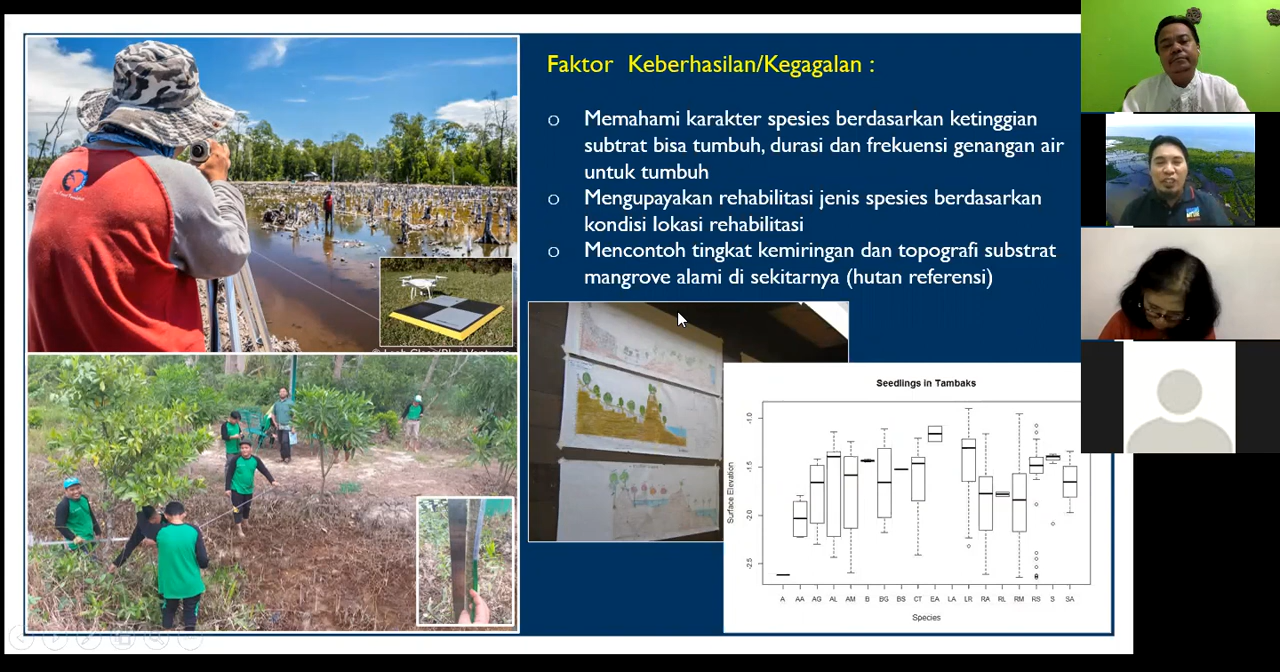 Faktor Keberhasilan/Kegagalan :
o Memahami karakter spesies berdasarkan ketinggian
subtrat bisa tumbuh, durasi dan frekuensi genangan air
untuk tumbuh
o Mengupayakan rehabilitasi jenis spesies berdasarkan
kondisi lokasi rehabilitasi
o Mencontoh tingkat kemiringan dan topografi substrat
mangrove alami di sekitarnya (hutan referensi)
Seedlings in Tambaks
Surface Elevation
-1.0
-1.5
-2.0
-2.5
A AA AG AL AM B BG BS CT EA LA LR RA RL RM RS S SA
Species